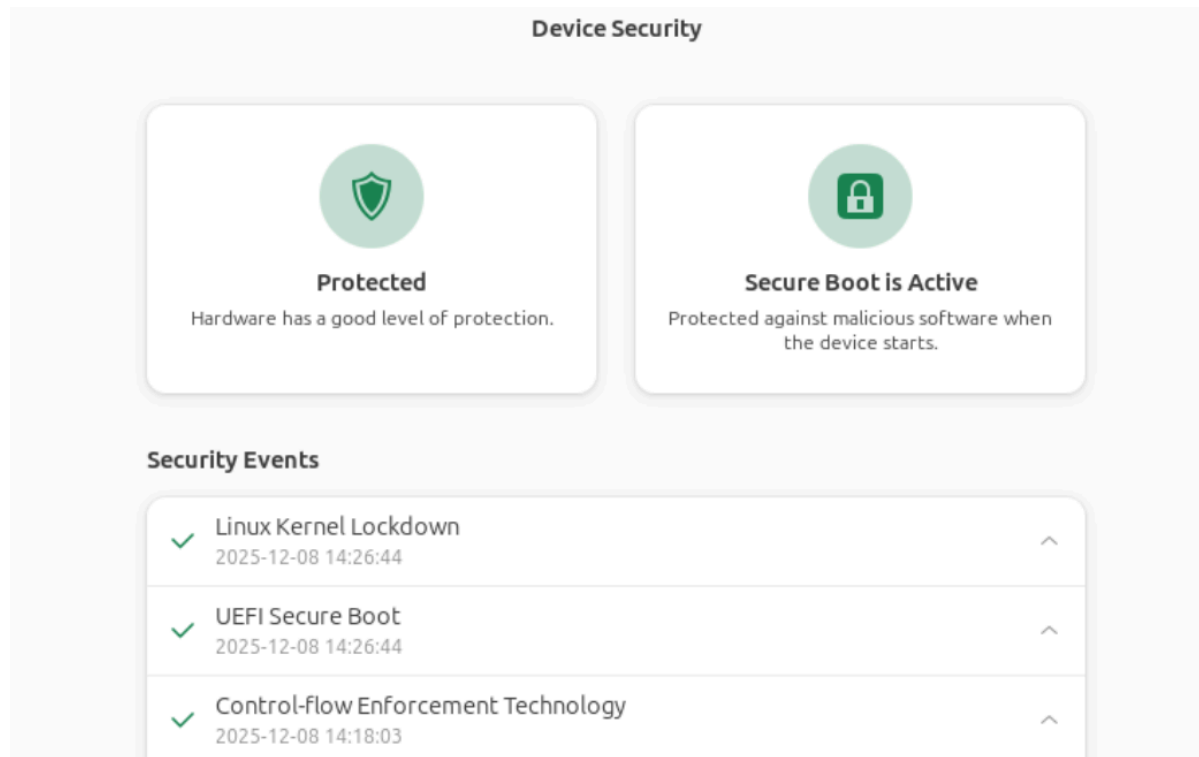 Device Security
Protected
Hardware has a good level of protection.
Secure Boot is Active
Protected against malicious software when
the device starts.
Security Events
Linux Kernel Lockdown
2025-12-08 14:26:44
UEFI Secure Boot
2025-12-08 14:26:44
Control-flow Enforcement Technology
2025-12-08 14:18:03